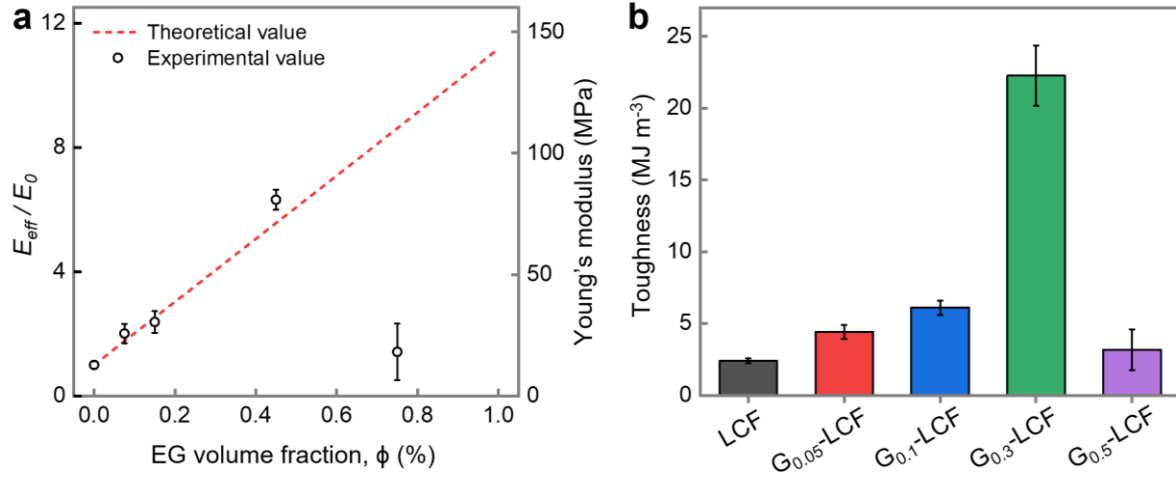 a
Theoretical value
Experimental value
12
8
4
0
E_eff / E_0
150
100
50
0
Young's modulus (MPa)
0.0 0.2 0.4 0.6 0.8 1.0
EG volume fraction, ϕ (%)
b
25
20
15
10
5
0
Toughness (MJ m⁻³)
LCF
G₀.₀₅-LCF
G₀.₁-LCF
G₀.₃-LCF
G₀.₅-LCF